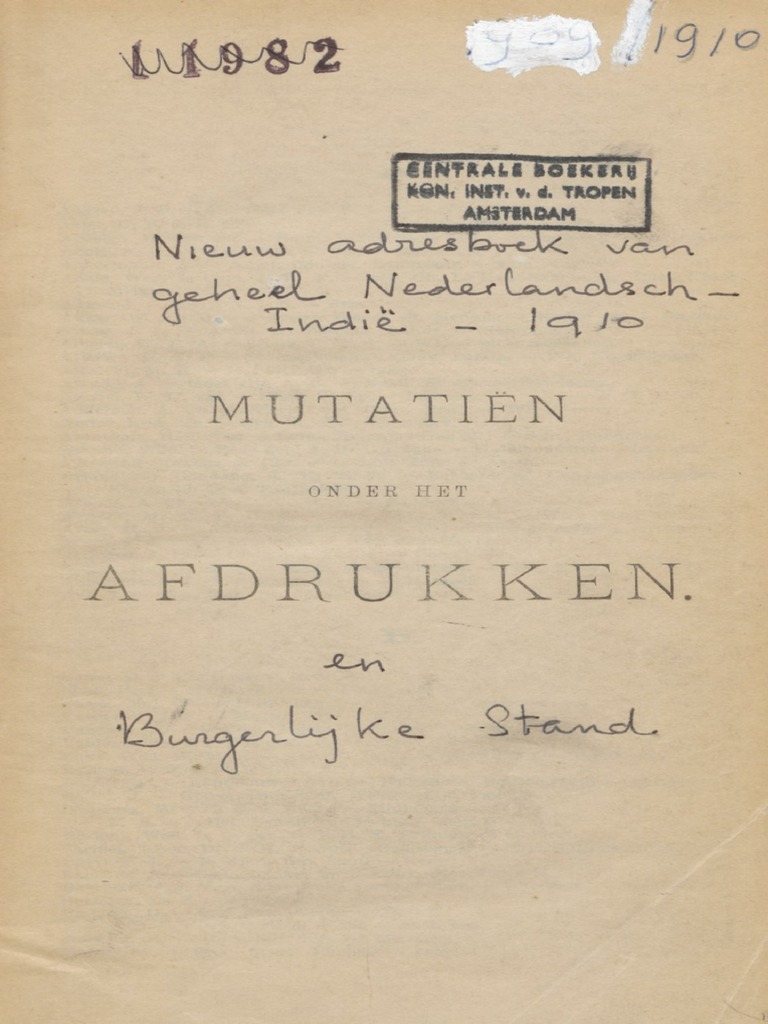 11982
1910
CENTRALE BOEKERIJ
KON. INST. v. d. TROPEN
AMSTERDAM
Nieuw adresboek van
geheel Nederlandsch-
Indië - 1910
MUTATIËN
ONDER HET
AFDRUKKEN.
en
Burgerlijke Stand.